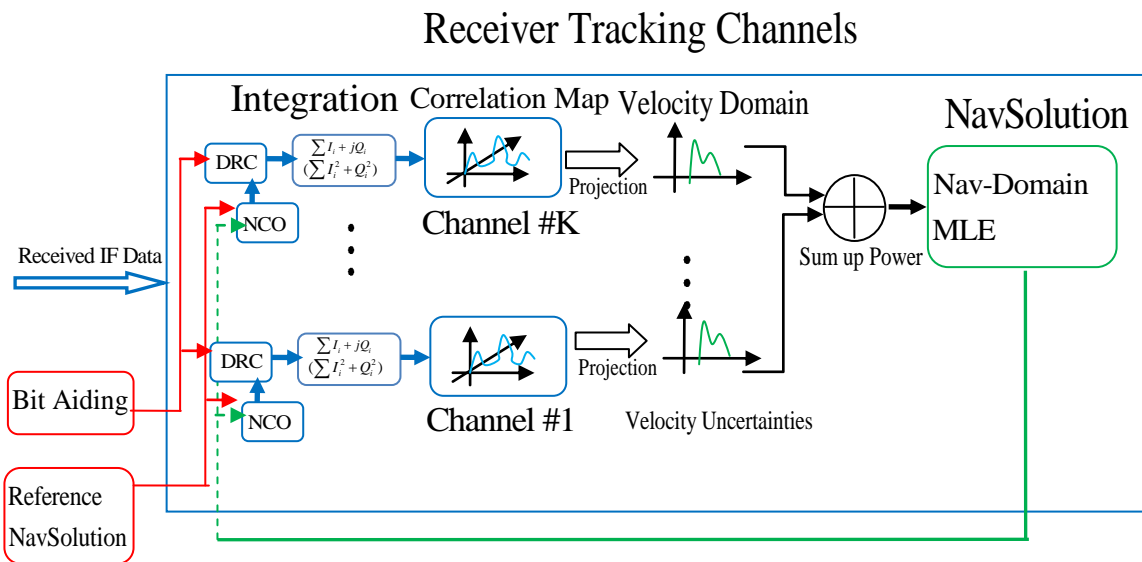 Receiver Tracking Channels
Integration
Correlation Map
Velocity Domain
NavSolution
DRC
∑ I_i + jQ_i
(∑ I_i^2 + Q_i^2)
NCO
Projection
Channel #K
Nav-Domain
MLE
Sum up Power
Received IF Data
DRC
∑ I_i + jQ_i
(∑ I_i^2 + Q_i^2)
NCO
Projection
Channel #1
Velocity Uncertainties
Bit Aiding
Reference
NavSolution